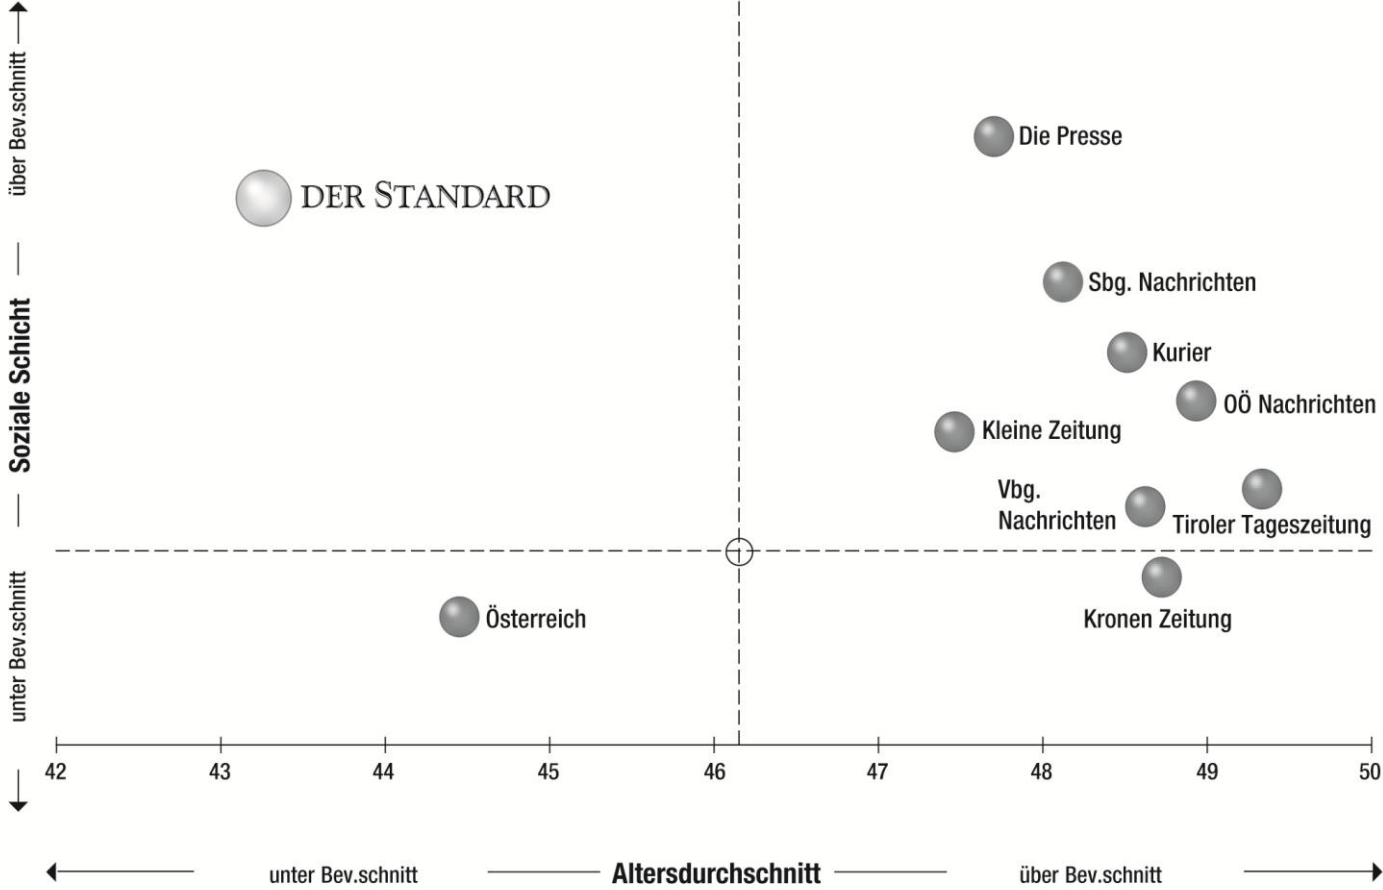 über Bev.schnitt
Soziale Schicht
unter Bev.schnitt
Die Presse
DER STANDARD
Sbg. Nachrichten
Kurier
OÖ Nachrichten
Kleine Zeitung
Vbg.
Nachrichten
Tiroler Tageszeitung
Kronen Zeitung
Österreich
42 43 44 45 46 47 48 49 50
unter Bev.schnitt Altersdurchschnitt über Bev.schnitt